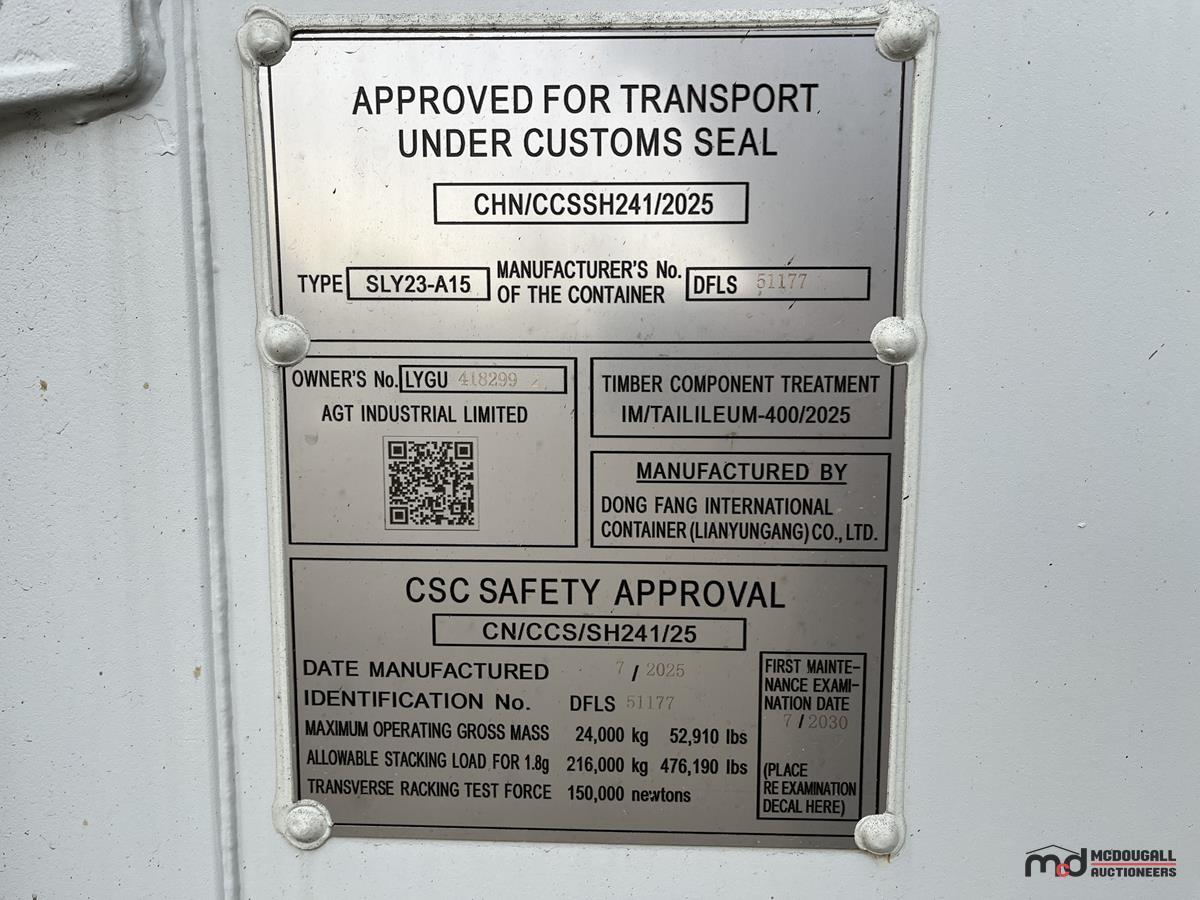 APPROVED FOR TRANSPORT
UNDER CUSTOMS SEAL
CHN/CCSSH241/2025
TYPE SLY23-A15 MANUFACTURER'S No. OF THE CONTAINER DFLS 51177
OWNER'S No. LYGU 418299
AGT INDUSTRIAL LIMITED
TIMBER COMPONENT TREATMENT
IM/TAILILEUM-400/2025
MANUFACTURED BY
DONG FANG INTERNATIONAL
CONTAINER (LIANYUNGANG) CO., LTD.
CSC SAFETY APPROVAL
CN/CCS/SH241/25
DATE MANUFACTURED 7 / 2025
IDENTIFICATION No. DFLS 51177
MAXIMUM OPERATING GROSS MASS 24,000 kg 52,910 lbs
ALLOWABLE STACKING LOAD FOR 1.8g 216,000 kg 476,190 lbs
TRANSVERSE RACKING TEST FORCE 150,000 newtons
FIRST MAINTE-
NANCE EXAMI-
NATION DATE
7 / 2030
(PLACE
RE EXAMINATION
DECAL HERE)
mcd MCDOUGALL
AUCTIONEERS